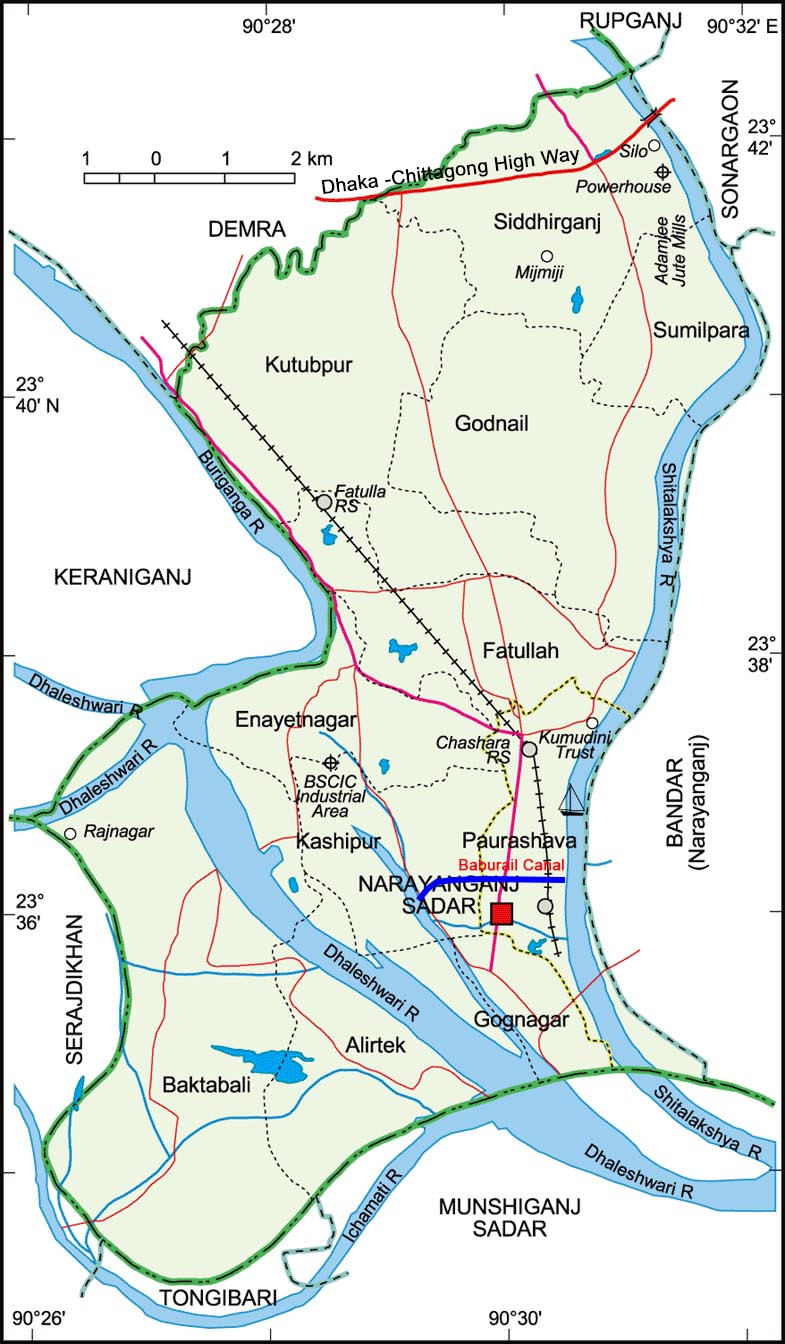 RUPGANJ
90°28'
90°32' E
1 0 1 2 km
23°
42'
SONARGAON
Dhaka -Chittagong High Way
Silo
Powerhouse
DEMRA
Siddhirganj
Mijmiji
Adamjee
Jute Mills
Sumilpara
Kutubpur
23°
40' N
Godnail
Buriganga R
Fatulla
RS
Shitalakshya R
KERANIGANJ
Fatullah
23°
38'
Dhaleshwari R
Enayetnagar
Chashara
RS
Kumudini
Trust
Dhaleshwari R
BSCIC
Industrial
Area
BANDAR
(Narayanganj)
Rajnagar
Kashipur
Paurashava
Baburail Canal
NARAYANGANJ
SADAR
23°
36'
SERAJDIKHAN
Dhaleshwari R
Gognagar
Alirtek
Baktabali
Shitalakshya R
Dhaleshwari R
Ichamati R
MUNSHIGANJ
SADAR
TONGIBARI
90°26'
90°30'